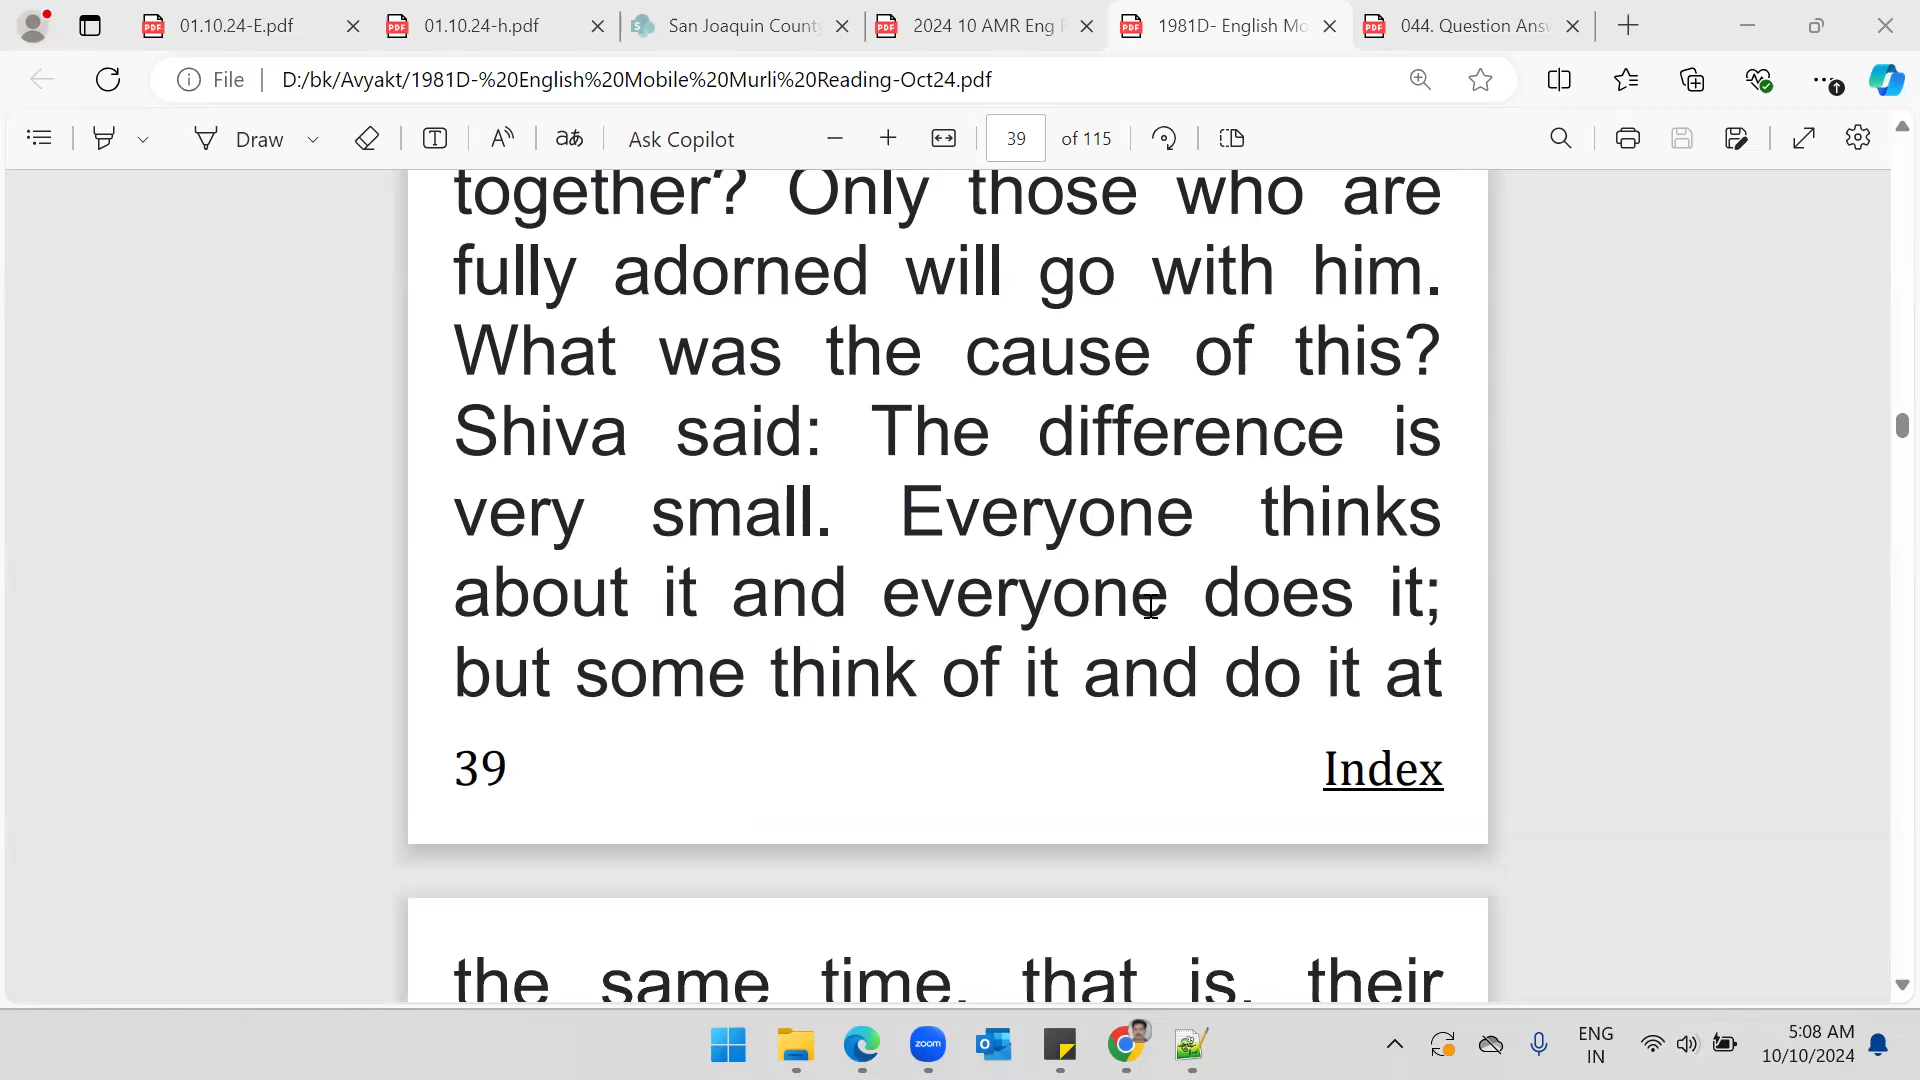 01.10.24-E.pdf
01.10.24-h.pdf
San Joaquin County
2024 10 AMR Eng
1981D- English Mo
044. Question Answ
File
D:/bk/Avyakt/1981D-%20English%20Mobile%20Murli%20Reading-Oct24.pdf
Draw
aあ
Ask Copilot
39
of 115
together? Only those who are
fully adorned will go with him.
What was the cause of this?
Shiva said: The difference is
very small. Everyone thinks
about it and everyone does it;
but some think of it and do it at
39
Index
the same time, that is, their
zoom
ENG
IN
5:08 AM
10/10/2024